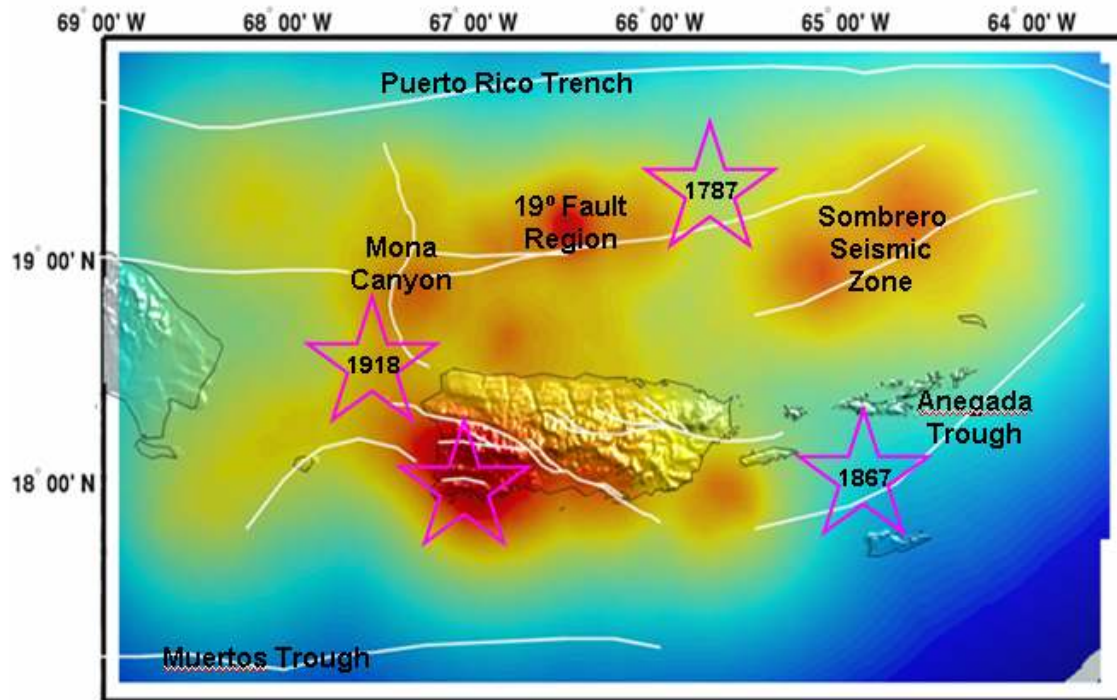 69° 00' W 68° 00' W 67° 00' W 66° 00' W 65° 00' W 64° 00' W
Puerto Rico Trench
1787
19º Fault
Region
Sombrero
Seismic
Zone
19° 00' N
Mona
Canyon
1918
Anegada
Trough
18° 00' N
1867
Muertos Trough